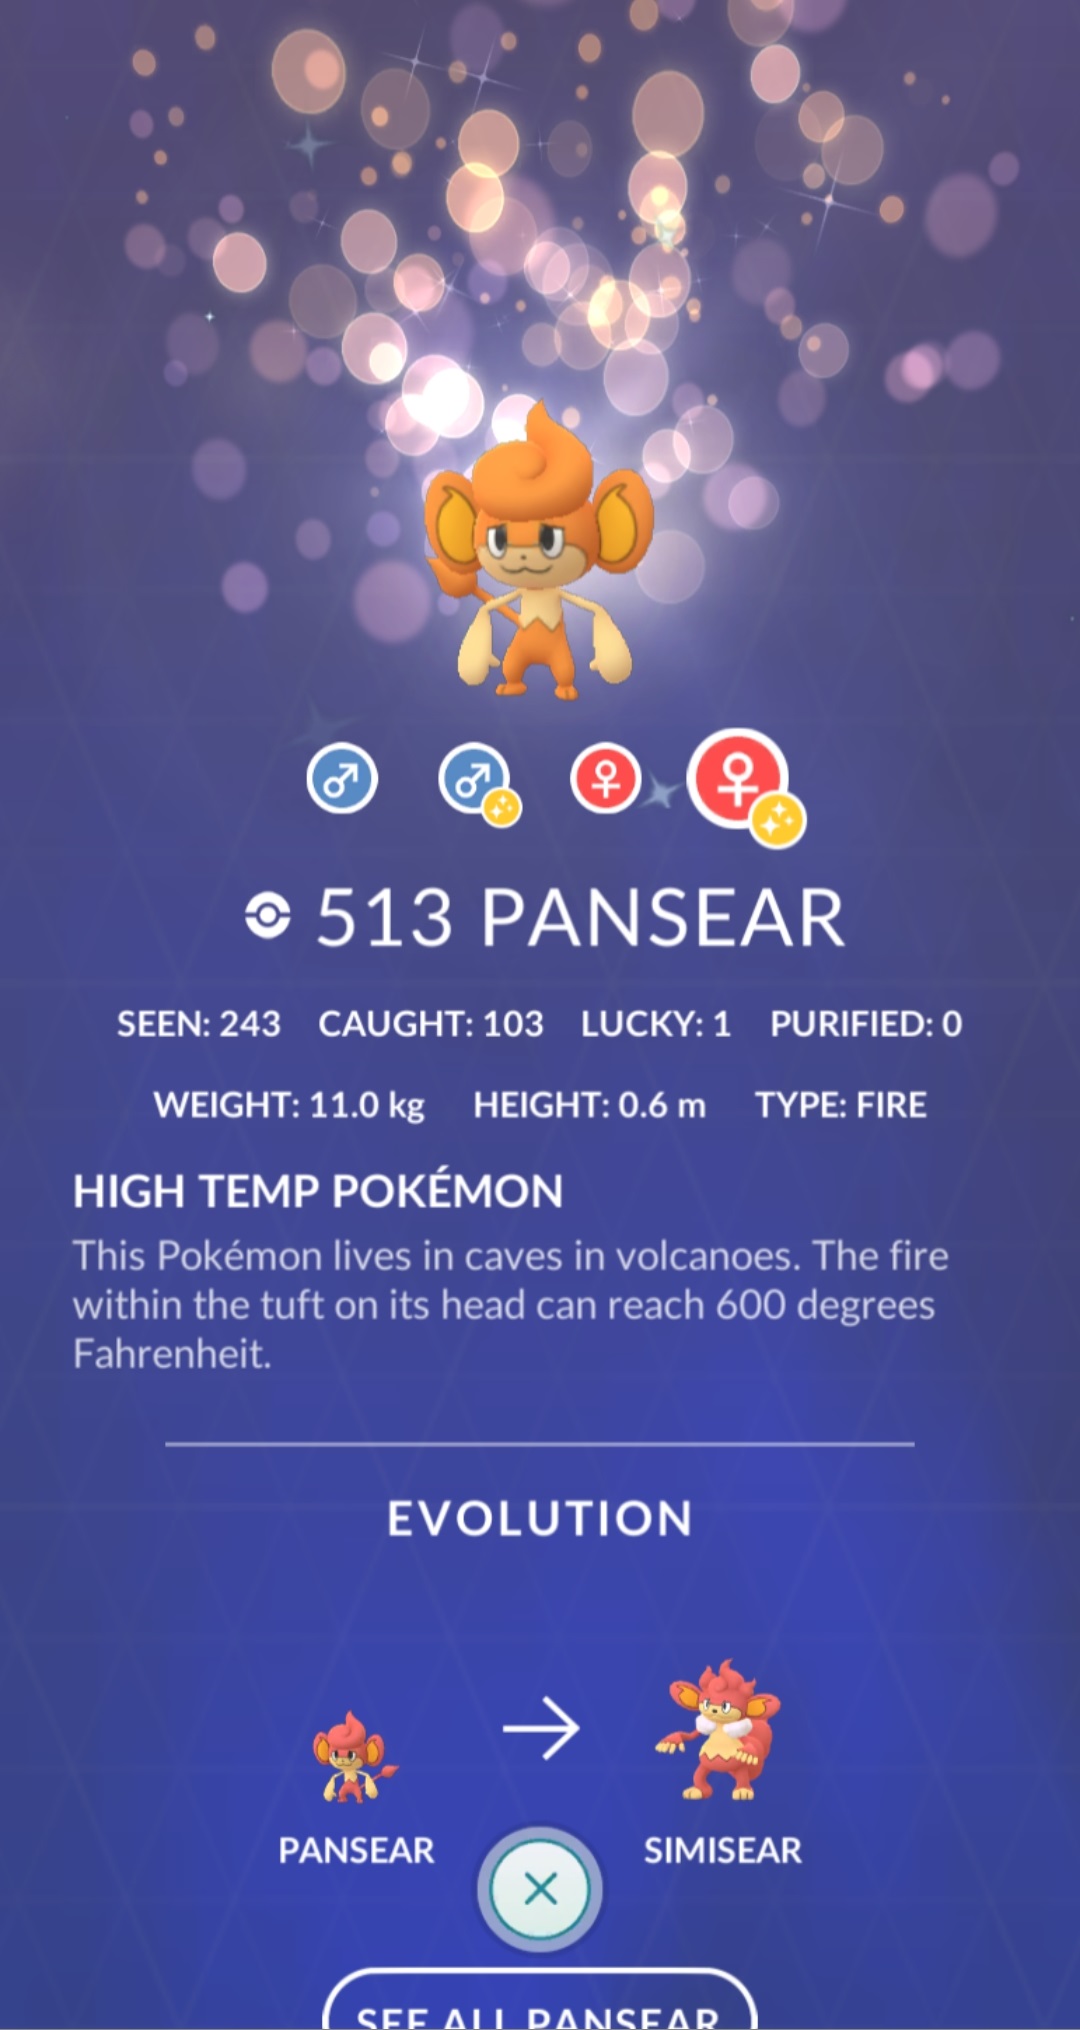 513 PANSEAR
SEEN: 243 CAUGHT: 103 LUCKY: 1 PURIFIED: 0
WEIGHT: 11.0 kg HEIGHT: 0.6 m TYPE: FIRE
HIGH TEMP POKÉMON
This Pokémon lives in caves in volcanoes. The fire
within the tuft on its head can reach 600 degrees
Fahrenheit.
EVOLUTION
PANSEAR SIMISEAR
SEE ALL PANSEAR